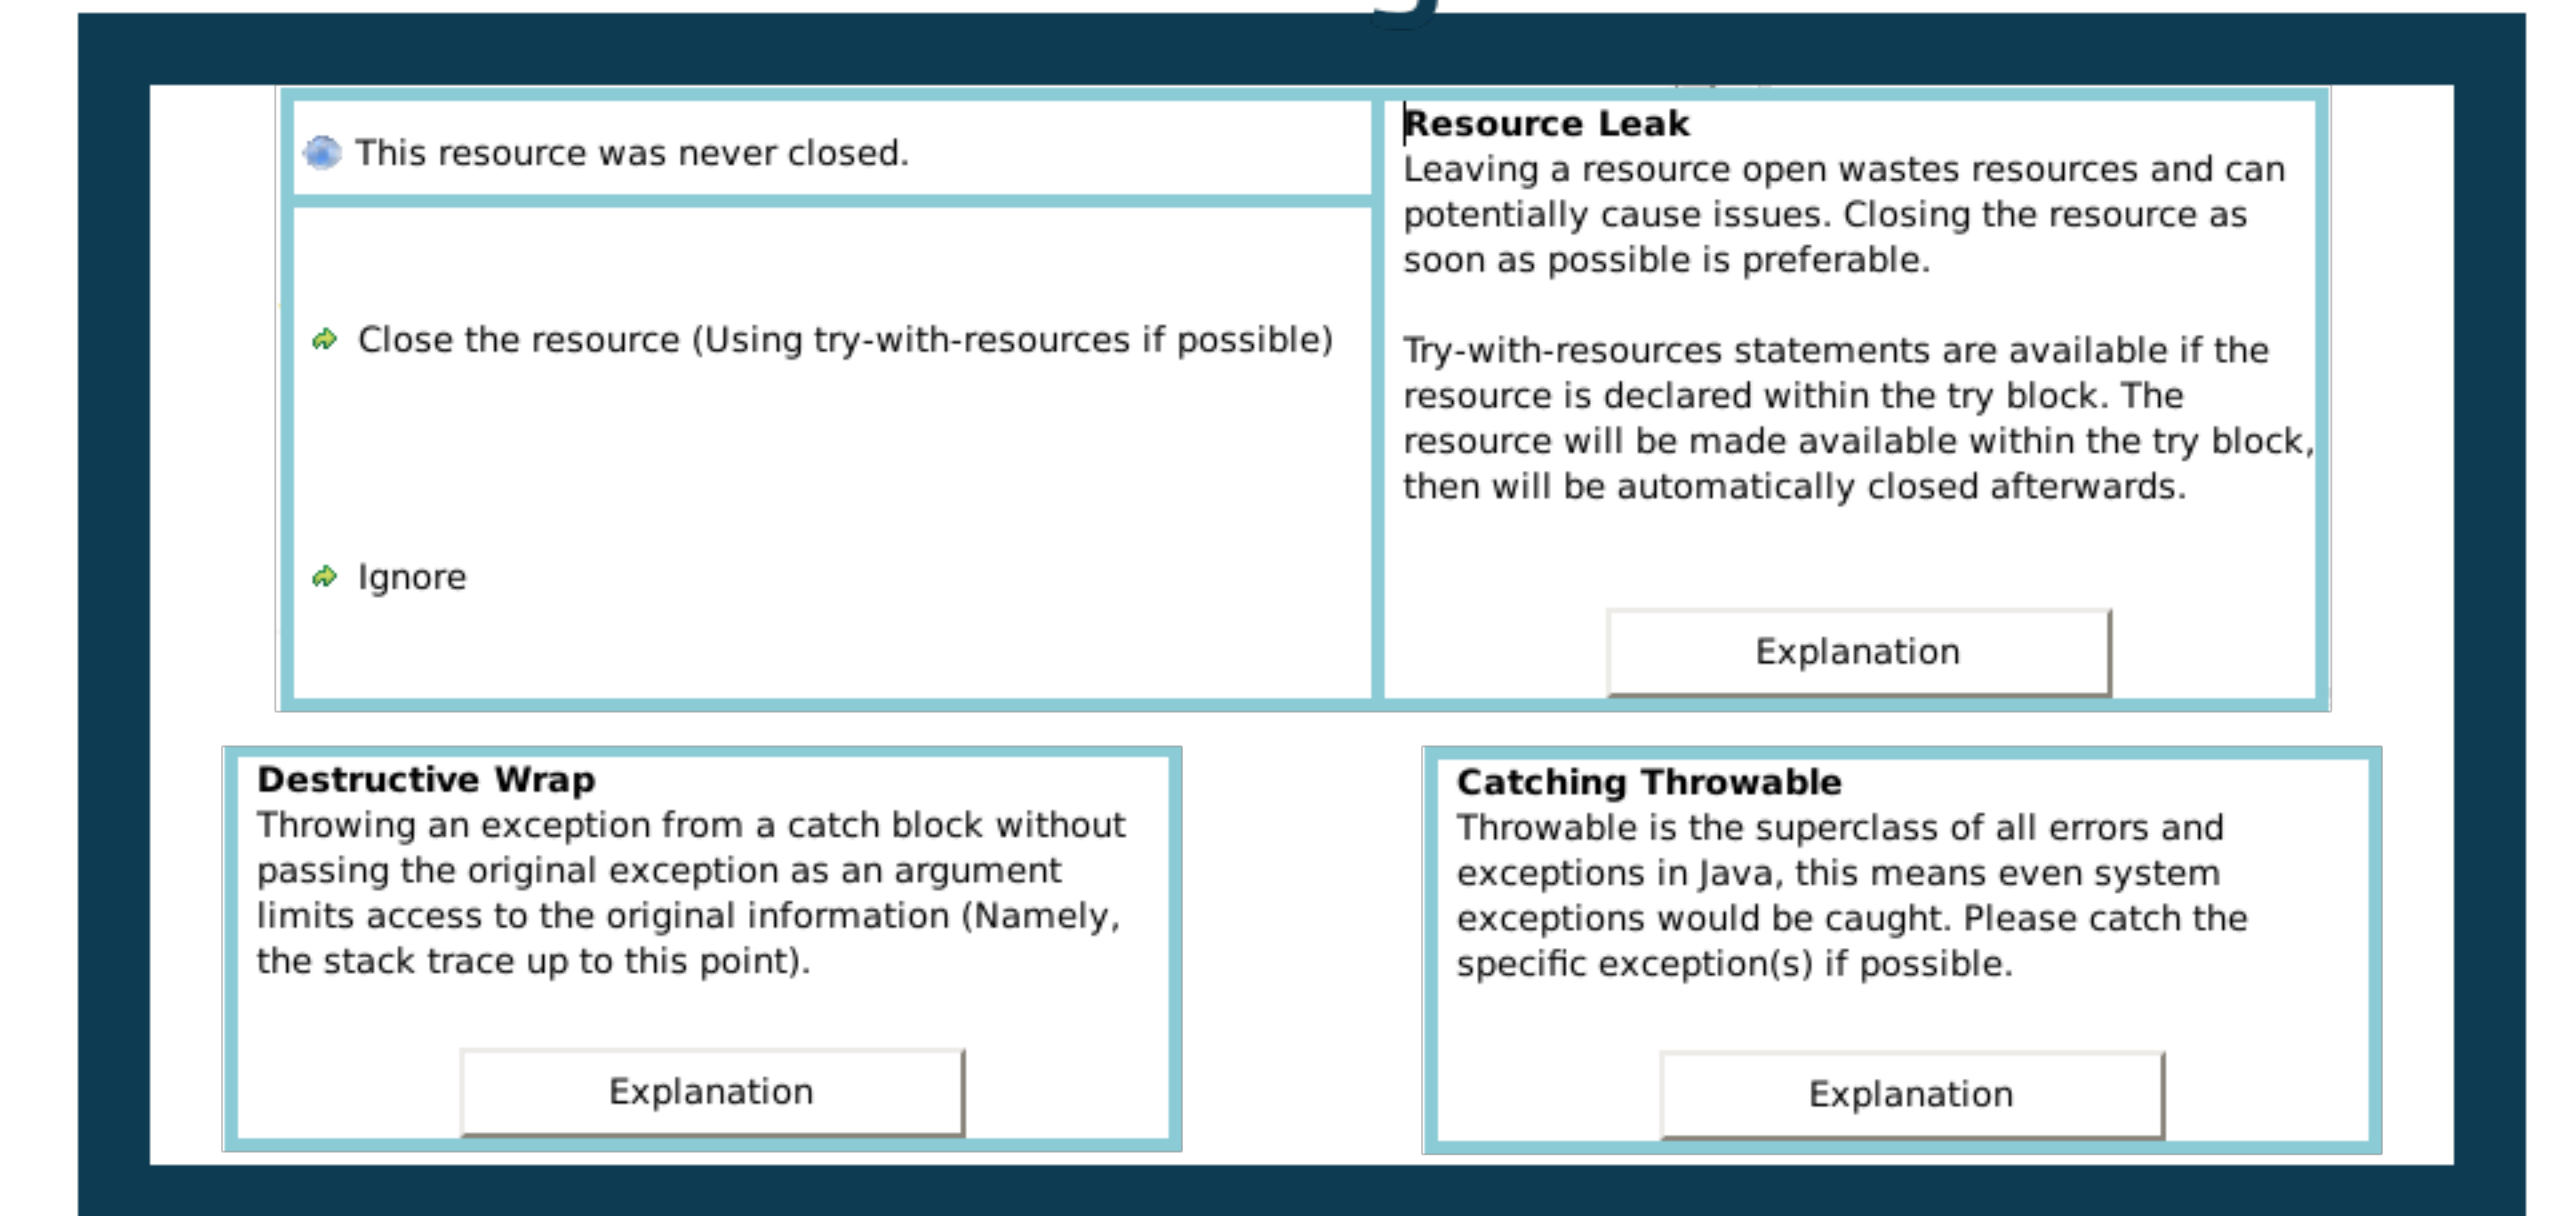 This resource was never closed.
Close the resource (Using try-with-resources if possible)
Ignore
Resource Leak
Leaving a resource open wastes resources and can
potentially cause issues. Closing the resource as
soon as possible is preferable.
Try-with-resources statements are available if the
resource is declared within the try block. The
resource will be made available within the try block,
then will be automatically closed afterwards.
Explanation
Destructive Wrap
Throwing an exception from a catch block without
passing the original exception as an argument
limits access to the original information (Namely,
the stack trace up to this point).
Explanation
Catching Throwable
Throwable is the superclass of all errors and
exceptions in Java, this means even system
exceptions would be caught. Please catch the
specific exception(s) if possible.
Explanation